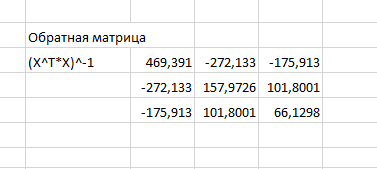 Обратная матрица
(X^T*X)^-1 469,391 -272,133 -175,913
-272,133 157,9726 101,8001
-175,913 101,8001 66,1298